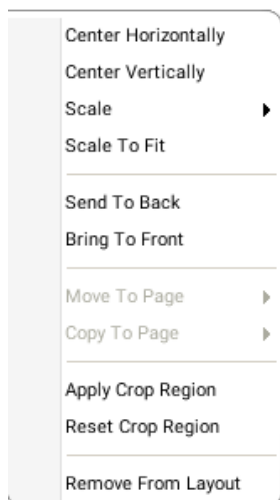 Center Horizontally
Center Vertically
Scale
Scale To Fit
Send To Back
Bring To Front
Move To Page
Copy To Page
Apply Crop Region
Reset Crop Region
Remove From Layout